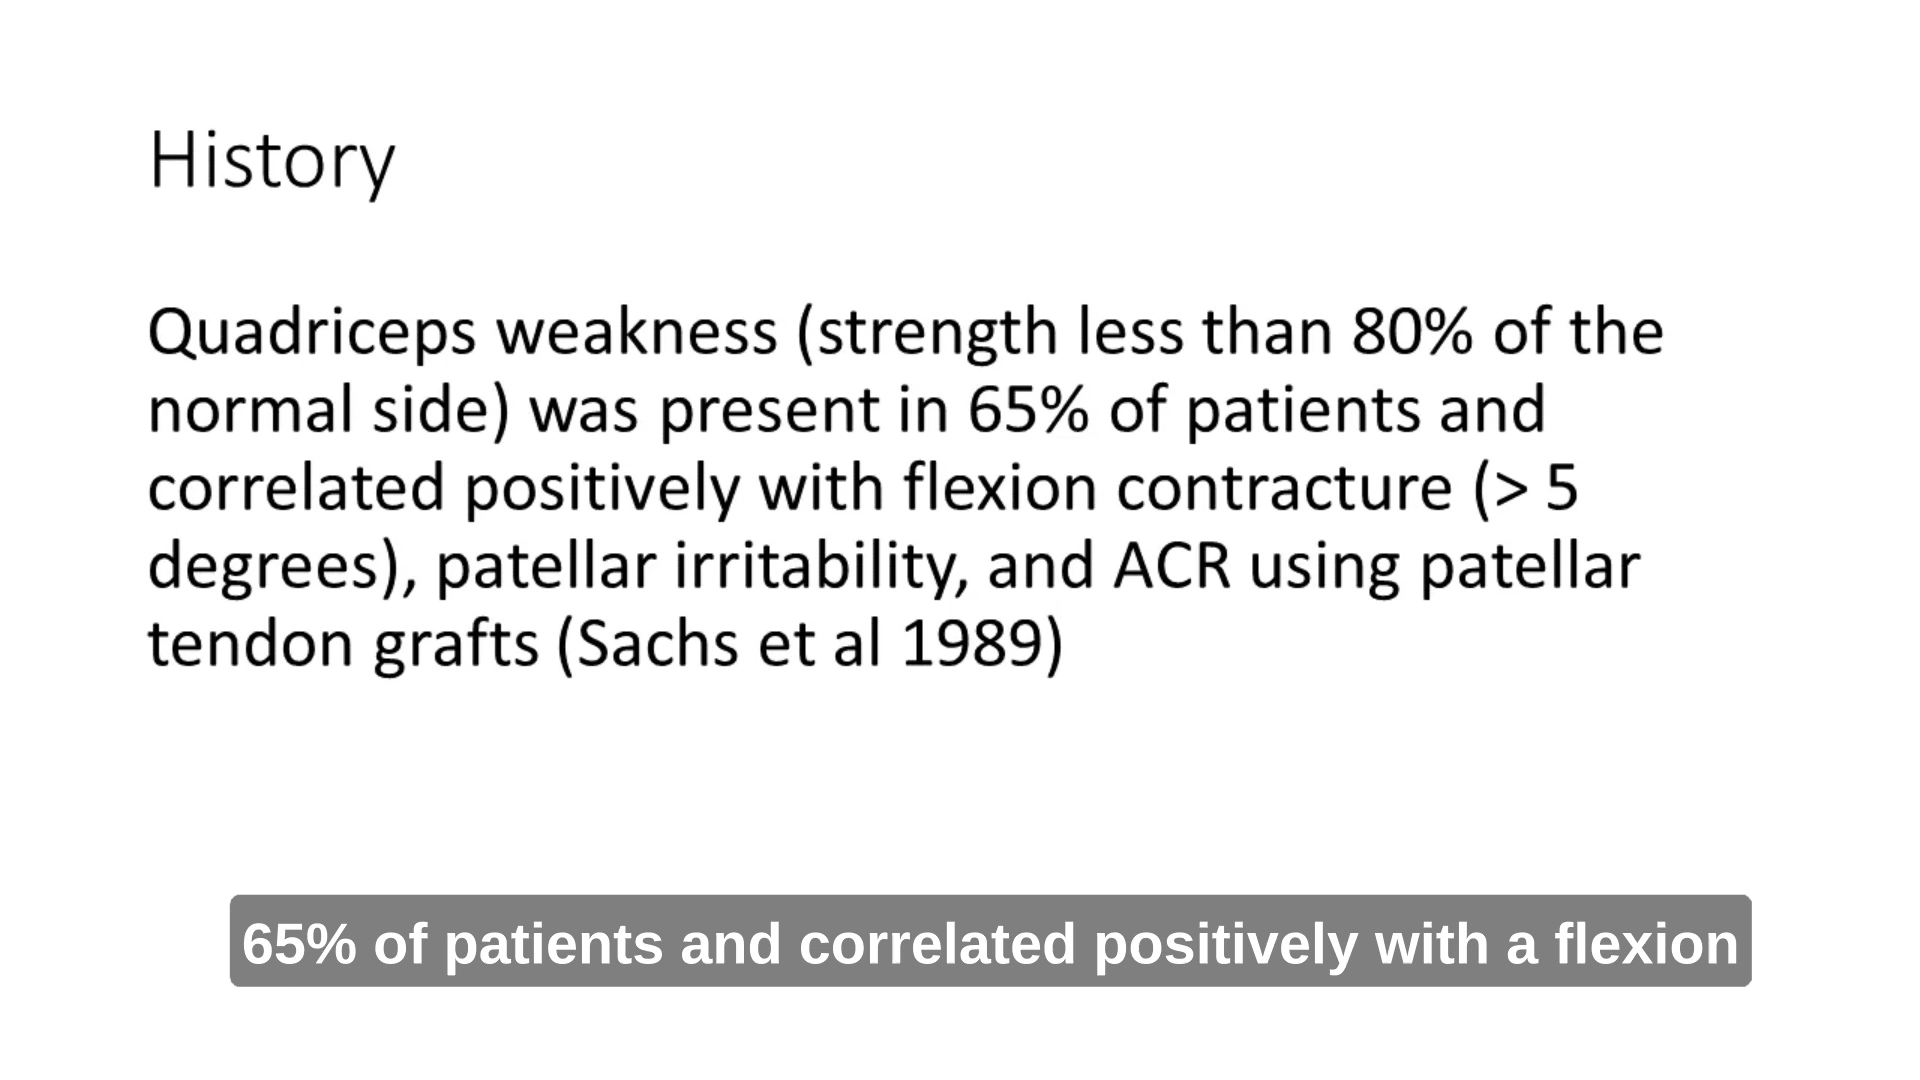 History
Quadriceps weakness (strength less than 80% of the
normal side) was present in 65% of patients and
correlated positively with flexion contracture (> 5
degrees), patellar irritability, and ACR using patellar
tendon grafts (Sachs et al 1989)
65% of patients and correlated positively with a flexion